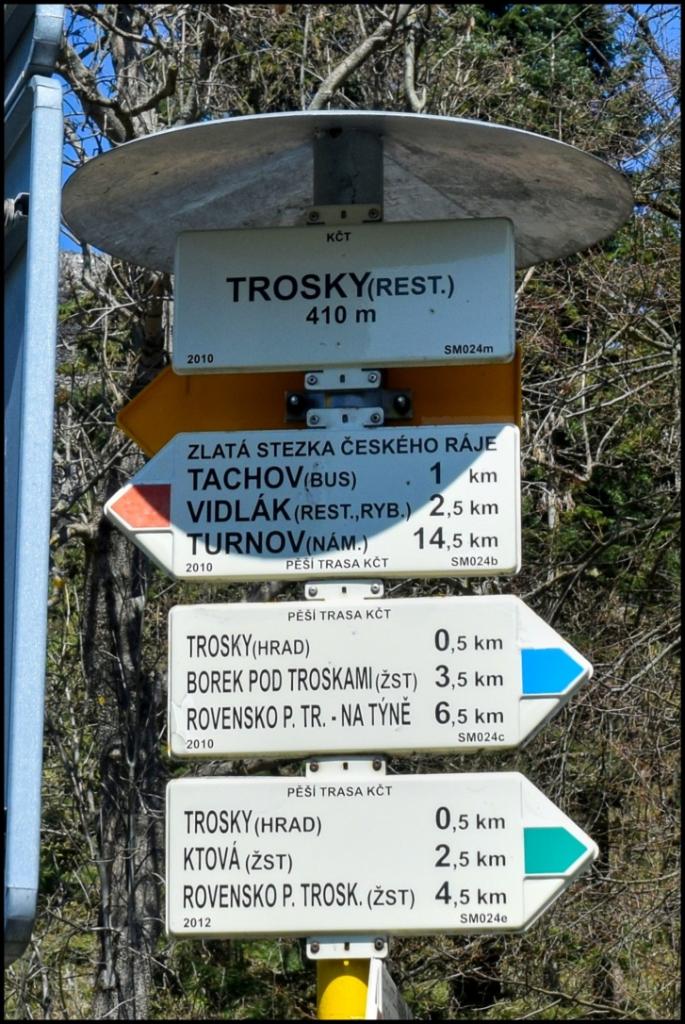 KČT
TROSKY(REST.)
410 m
2010 SM024m
ZLATÁ STEZKA ČESKÉHO RÁJE
TACHOV(BUS) 1 km
VIDLÁK(REST.,RYB.) 2,5 km
TURNOV(NÁM.) 14,5 km
2010 PĚŠÍ TRASA KČT SM024b
PĚŠÍ TRASA KČT
TROSKY(HRAD) 0,5 km
BOREK POD TROSKAMI(ŽST) 3,5 km
ROVENSKO P. TR. - NA TÝNĚ 6,5 km
2010 SM024c
PĚŠÍ TRASA KČT
TROSKY(HRAD) 0,5 km
KTOVÁ (ŽST) 2,5 km
ROVENSKO P. TROSK. (ŽST) 4,5 km
2012 SM024e